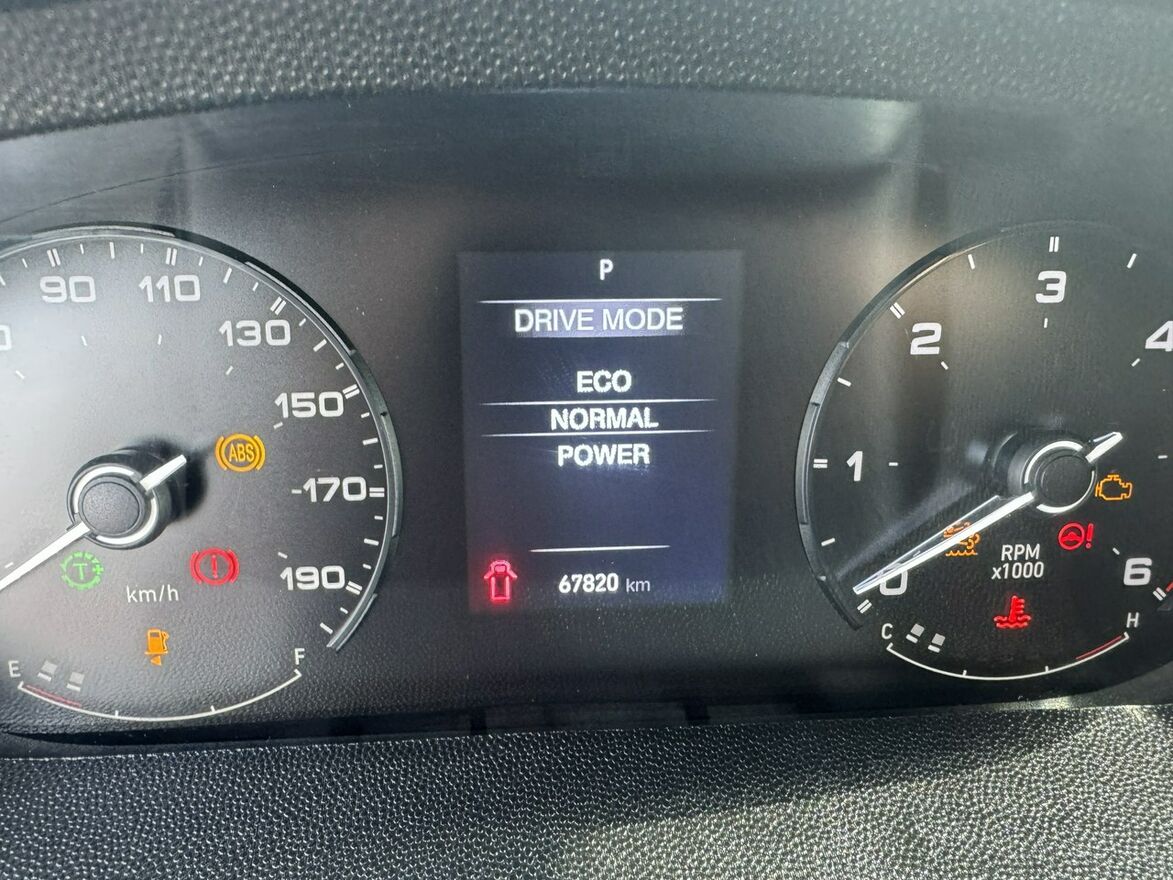 P
DRIVE MODE
ECO
NORMAL
POWER
67820 km
90
110
130
150
170
190
ABS
T
km/h
E
F
0
1
2
3
4
6
RPM
x1000
C
H